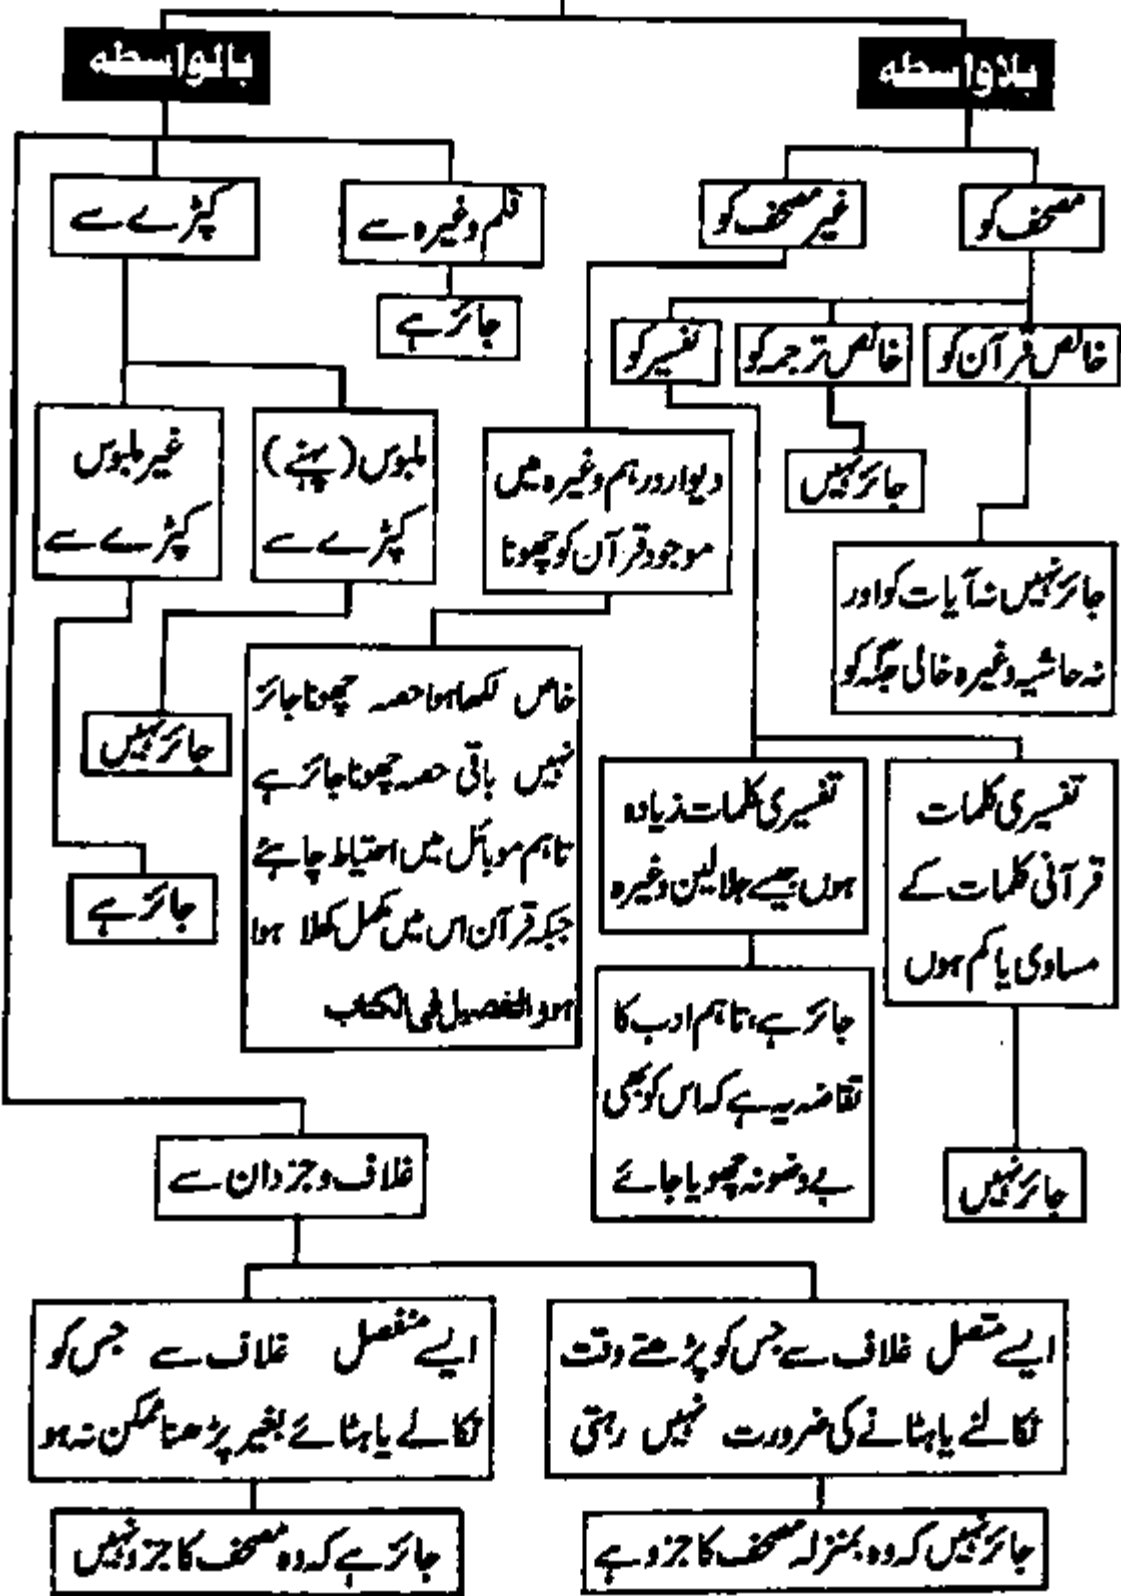 بلاواسطہ
بالواسطہ
مصحف کو
غیر مصحف کو
قلم وغیرہ سے
کپڑے سے
جائز ہے
خالص قرآن کو
خالص ترجمہ کو
تفسیر کو
جائز نہیں
ملبوس (پہنے)
کپڑے سے
غیر ملبوس
کپڑے سے
دیوار درہم وغیرہ میں
موجود قرآن کو چھونا
جائز نہیں نہ آیات کو اور
نہ حاشیہ وغیرہ خالی جگہ کو
خاص لکھا ہوا حصہ چھونا جائز
نہیں باقی حصہ چھونا جائز ہے
تاہم موبائل میں احتیاط چاہئے
جبکہ قرآن اس میں مکمل کھلا ہوا
ہو والتفصیل فی الکتاب
جائز نہیں
جائز ہے
تفسیری کلمات
قرآنی کلمات کے
مساوی یا کم ہوں
تفسیری کلمات زیادہ
ہوں جیسے جلالین وغیرہ
جائز ہے، تاہم ادب کا
تقاضہ یہ ہے کہ اس کو بھی
بے وضو نہ چھویا جائے
جائز نہیں
غلاف و جزدان سے
ایسے متصل غلاف سے جس کو پڑھتے وقت
نکالنے یا ہٹانے کی ضرورت نہیں رہتی
ایسے منفصل غلاف سے جس کو
نکالے یا ہٹائے بغیر پڑھنا ممکن نہ ہو
جائز نہیں کہ وہ بمنزلہ مصحف کا جزو ہے
جائز ہے کہ وہ مصحف کا جزو نہیں